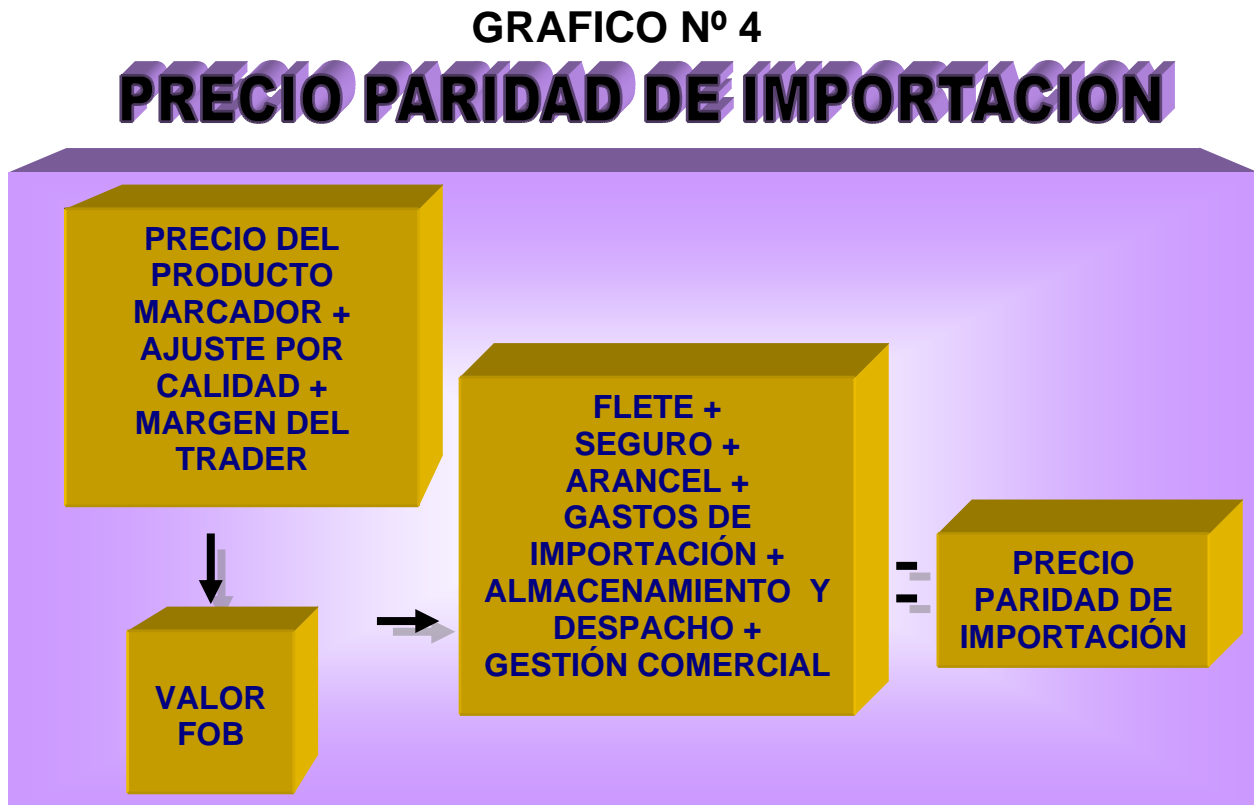 GRAFICO Nº 4
PRECIO PARIDAD DE IMPORTACION
PRECIO DEL
PRODUCTO
MARCADOR +
AJUSTE POR
CALIDAD +
MARGEN DEL
TRADER
VALOR
FOB
FLETE +
SEGURO +
ARANCEL +
GASTOS DE
IMPORTACIÓN +
ALMACENAMIENTO Y
DESPACHO +
GESTIÓN COMERCIAL
=
PRECIO
PARIDAD DE
IMPORTACIÓN